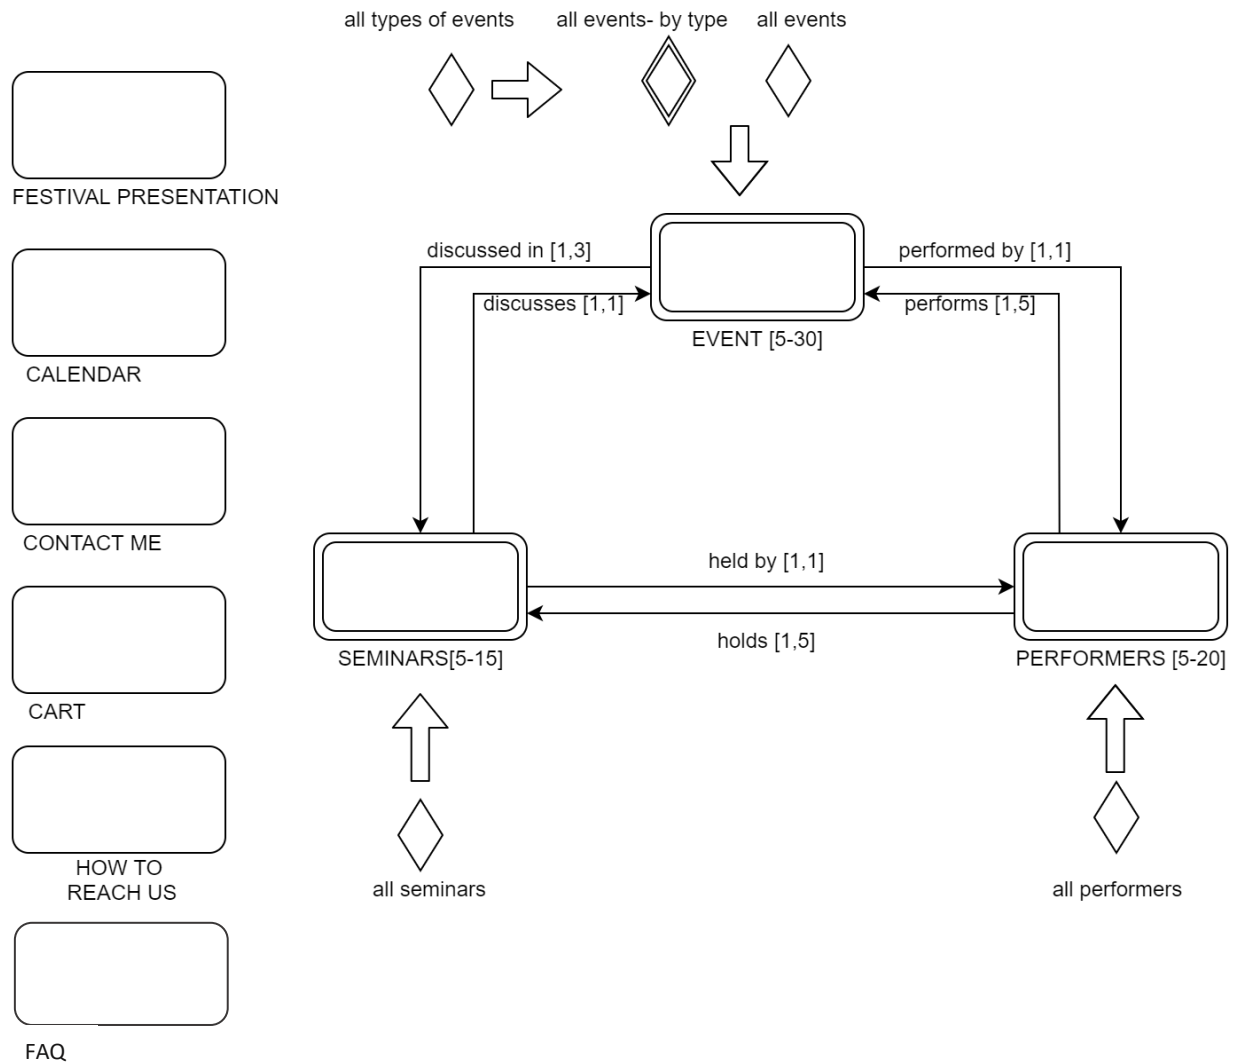 all types of events
all events- by type
all events
FESTIVAL PRESENTATION
discussed in [1,3]
performed by [1,1]
discusses [1,1]
performs [1,5]
EVENT [5-30]
CALENDAR
CONTACT ME
held by [1,1]
holds [1,5]
SEMINARS[5-15]
PERFORMERS [5-20]
CART
HOW TO
REACH US
all seminars
all performers
FAQ